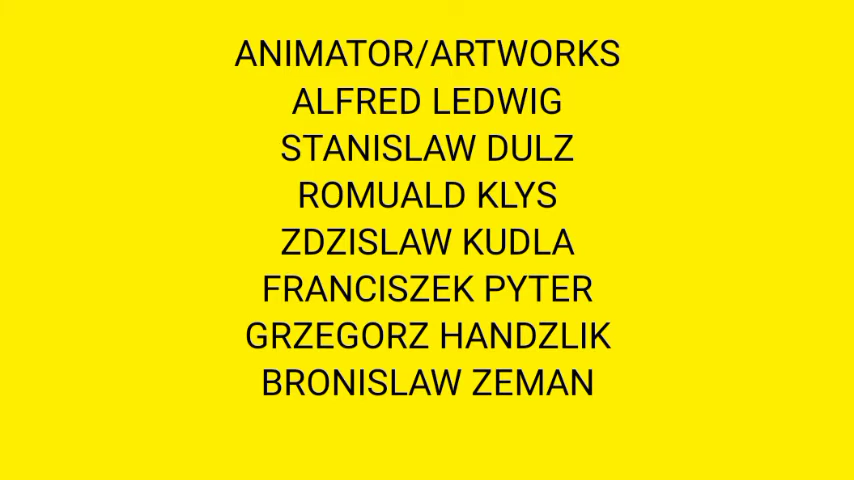 ANIMATOR/ARTWORKS
ALFRED LEDWIG
STANISLAW DULZ
ROMUALD KLYS
ZDZISLAW KUDLA
FRANCISZEK PYTER
GRZEGORZ HANDZLIK
BRONISLAW ZEMAN